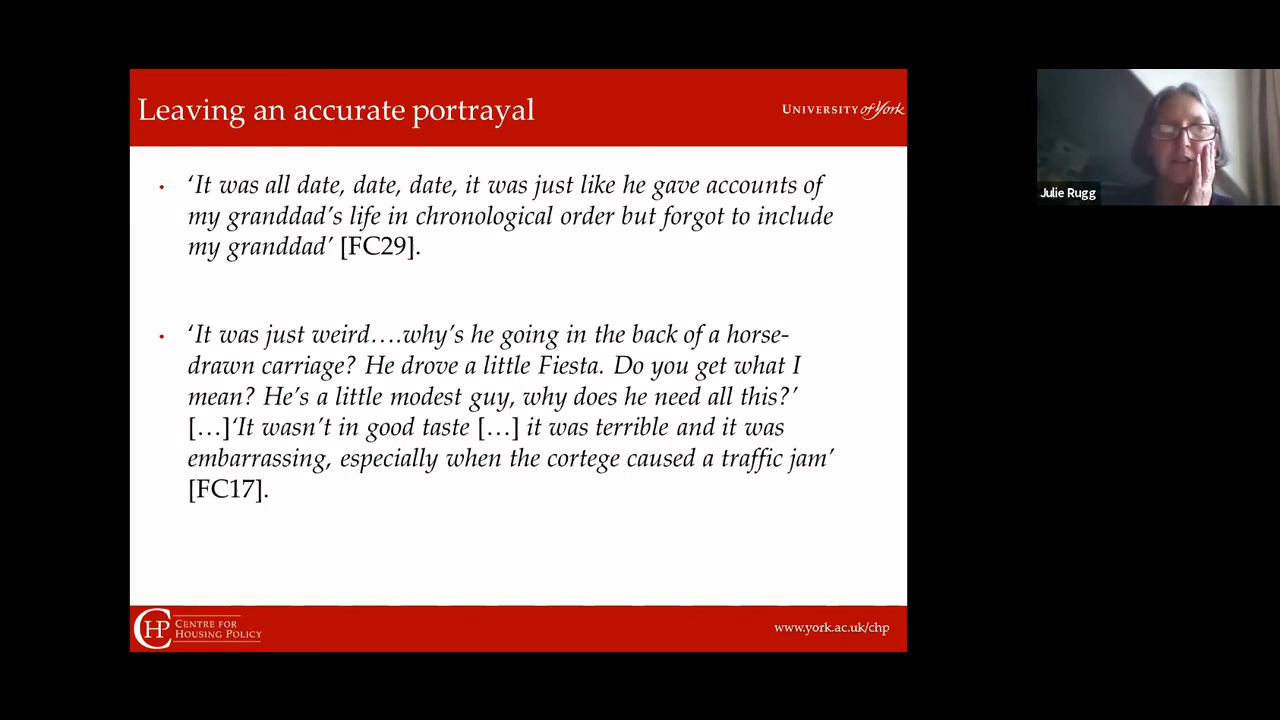 Leaving an accurate portrayal
UNIVERSITY of York
• ‘It was all date, date, date, it was just like he gave accounts of
my granddad’s life in chronological order but forgot to include
my granddad’ [FC29].
• ‘It was just weird….why’s he going in the back of a horse-
drawn carriage? He drove a little Fiesta. Do you get what I
mean? He’s a little modest guy, why does he need all this?’
[…]‘It wasn’t in good taste […] it was terrible and it was
embarrassing, especially when the cortege caused a traffic jam’
[FC17].
CHP
CENTRE FOR
HOUSING POLICY
www.york.ac.uk/chp
Julie Rugg